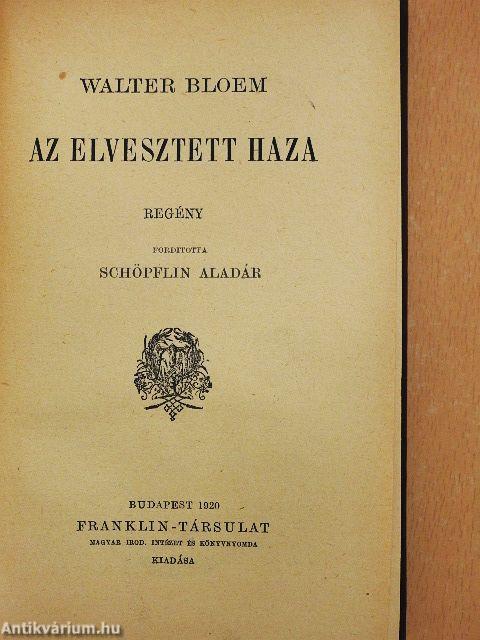 WALTER BLOEM
AZ ELVESZTETT HAZA
REGÉNY
FORDITOTTA
SCHÖPFLIN ALADÁR
BUDAPEST 1920
FRANKLIN-TÁRSULAT
MAGYAR IROD. INTÉZET ÉS KÖNYVNYOMDA
KIADÁSA
Antikvárium.hu